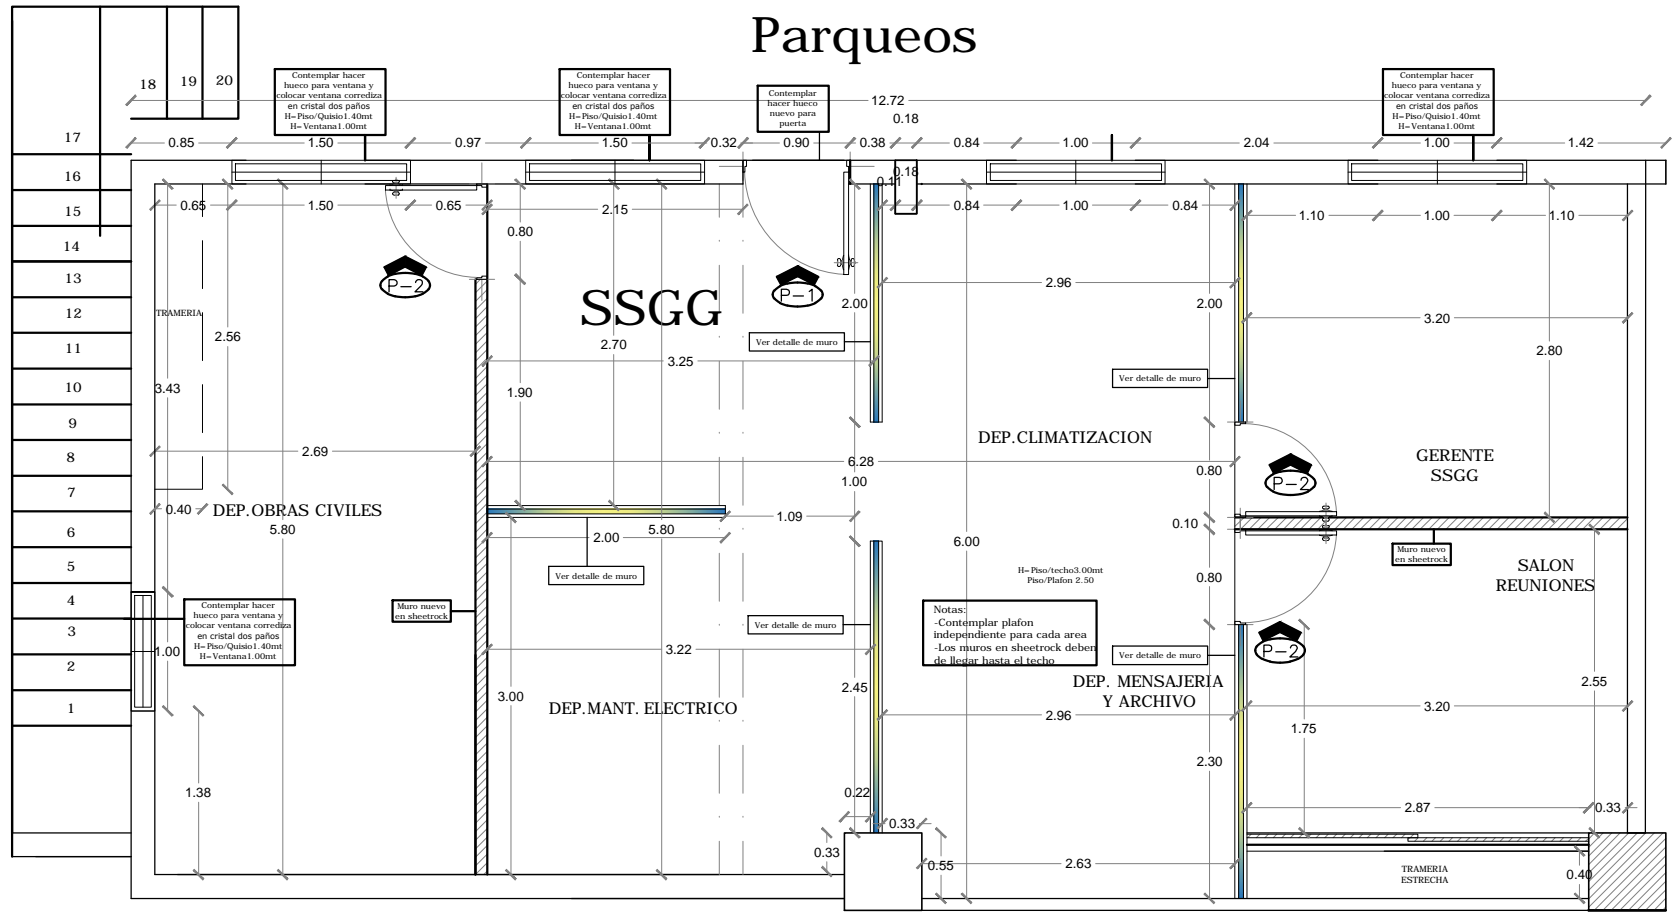 Parqueos
18
19
20
Contemplar hacer
hueco para ventana y
colocar ventana corrediza
en cristal dos paños
H=Piso/Quisio1.40mt
H=Ventana1.00mt
Contemplar hacer
hueco para ventana y
colocar ventana corrediza
en cristal dos paños
H=Piso/Quisio1.40mt
H=Ventana1.00mt
Contemplar
hacer hueco
nuevo para
puerta
Contemplar hacer
hueco para ventana y
colocar ventana corrediza
en cristal dos paños
H=Piso/Quisio1.40mt
H=Ventana1.00mt
12.72
0.18
17
0.85
1.50
0.97
1.50
0.32
0.90
0.38
0.84
1.00
2.04
1.00
1.42
16
0.18
0.11
15
0.65
1.50
0.65
2.15
0.84
1.00
0.84
1.10
1.00
1.10
0.80
14
13
P-2
P-1
2.96
12
TRAMERIA
SSGG
2.00
2.00
3.20
2.56
2.70
Ver detalle de muro
2.80
11
3.25
10
3.43
1.90
Ver detalle de muro
9
DEP.CLIMATIZACION
8
2.69
6.28
0.80
GERENTE
SSGG
7
1.00
P-2
0.40
DEP.OBRAS CIVILES
1.09
0.10
6
5.80
5.80
2.00
6.00
Muro nuevo
en sheetrock
5
Ver detalle de muro
H=Piso/techo3.00mt
Piso/Plafon 2.50
0.80
SALON
REUNIONES
4
Contemplar hacer
hueco para ventana y
colocar ventana corrediza
en cristal dos paños
H=Piso/Quisio1.40mt
H=Ventana1.00mt
Muro nuevo
en sheetrock
Ver detalle de muro
Notas:
-Contemplar plafon
independiente para cada area
-Los muros en sheetrock deben
de llegar hasta el techo
3
1.00
3.22
Ver detalle de muro
P-2
2
3.00
2.45
DEP. MENSAJERIA
Y ARCHIVO
2.55
1
DEP.MANT. ELECTRICO
2.96
3.20
1.75
2.30
1.38
0.22
2.87
0.33
0.33
0.33
0.55
2.63
TRAMERIA
ESTRECHA
0.40